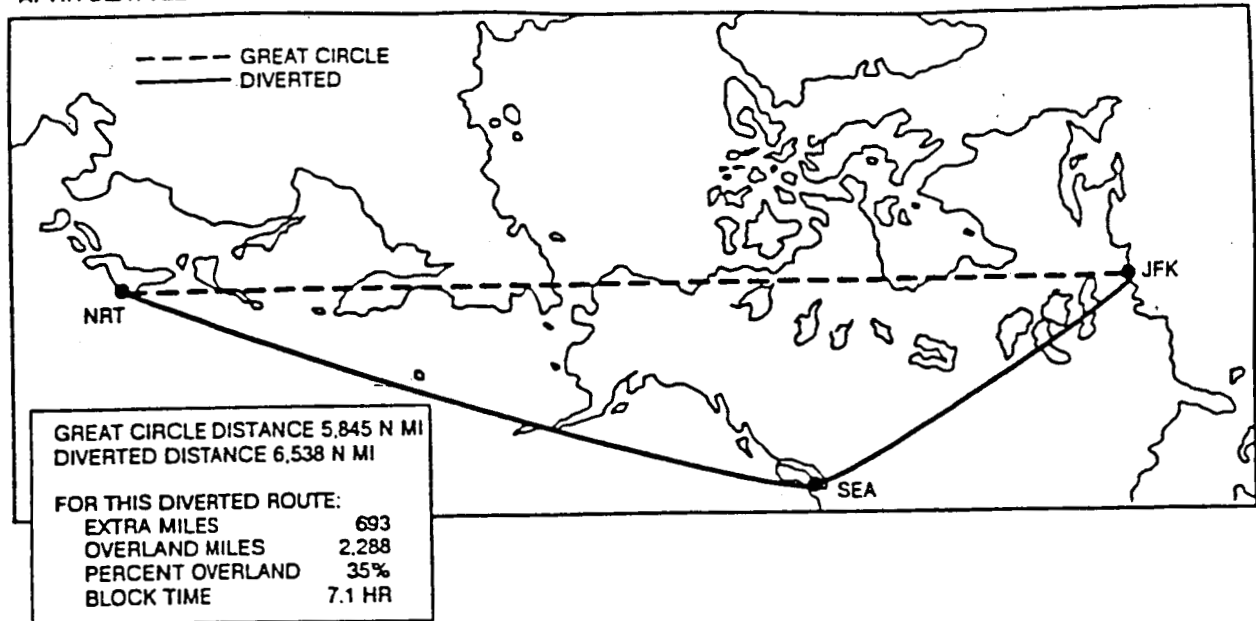 GREAT CIRCLE
DIVERTED
JFK
NRT
SEA
GREAT CIRCLE DISTANCE 5,845 N MI
DIVERTED DISTANCE 6,538 N MI
FOR THIS DIVERTED ROUTE:
EXTRA MILES 693
OVERLAND MILES 2,288
PERCENT OVERLAND 35%
BLOCK TIME 7.1 HR